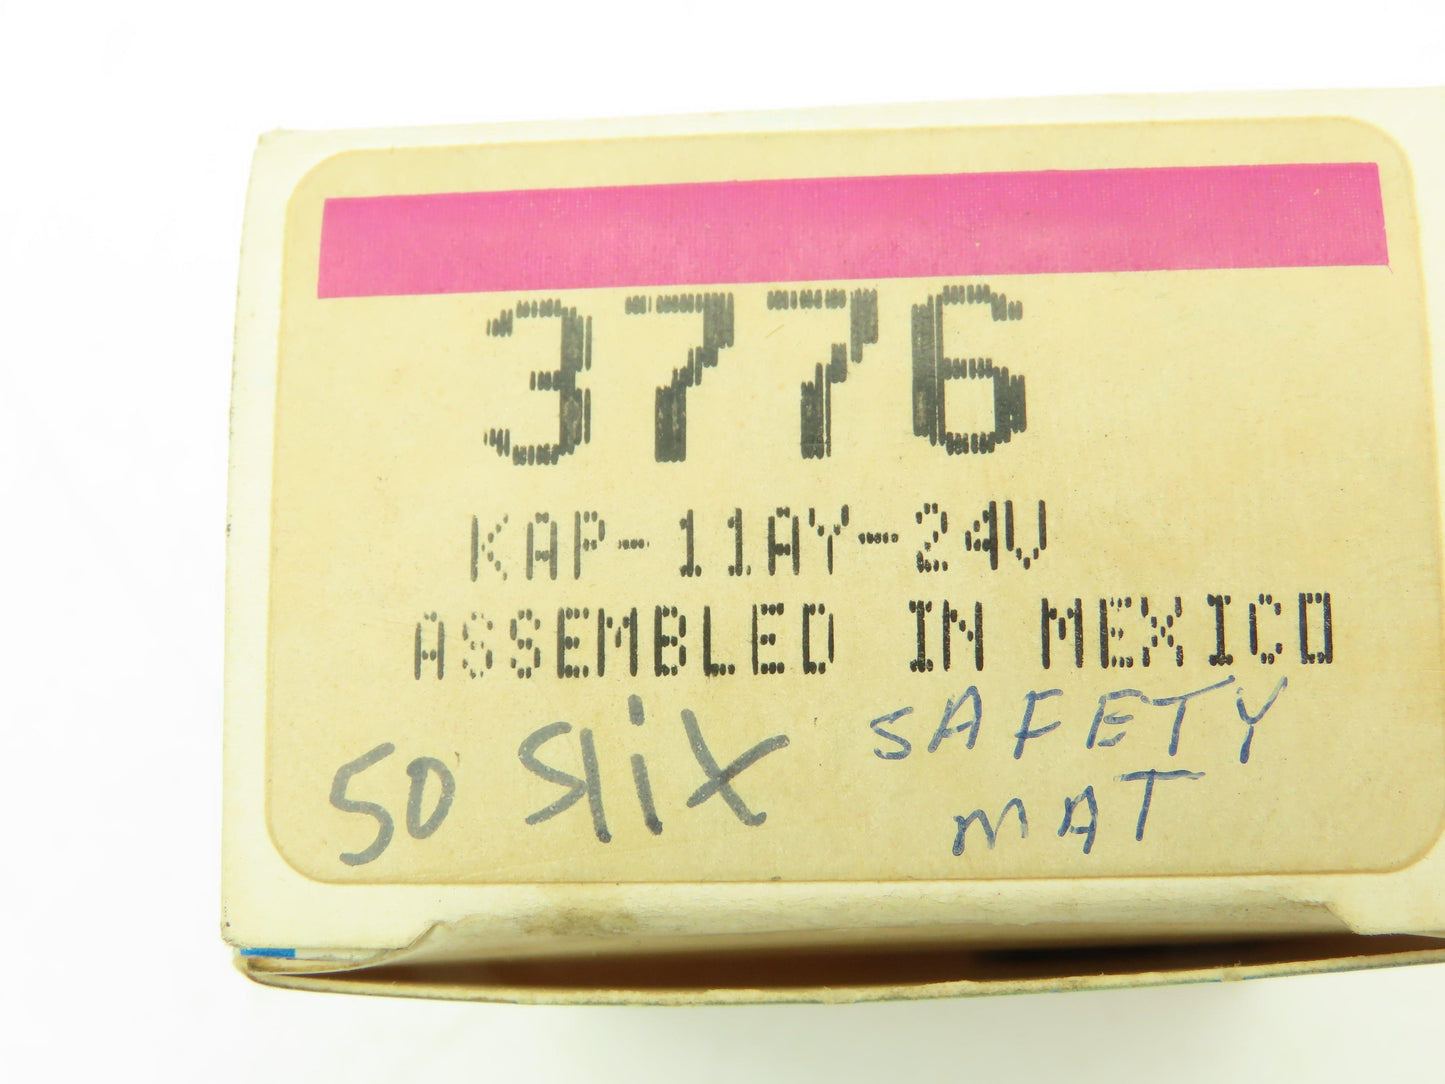 3776
KAP-11AY-24V
ASSEMBLED IN MEXICO
50 Slix
SAFETY
MAT